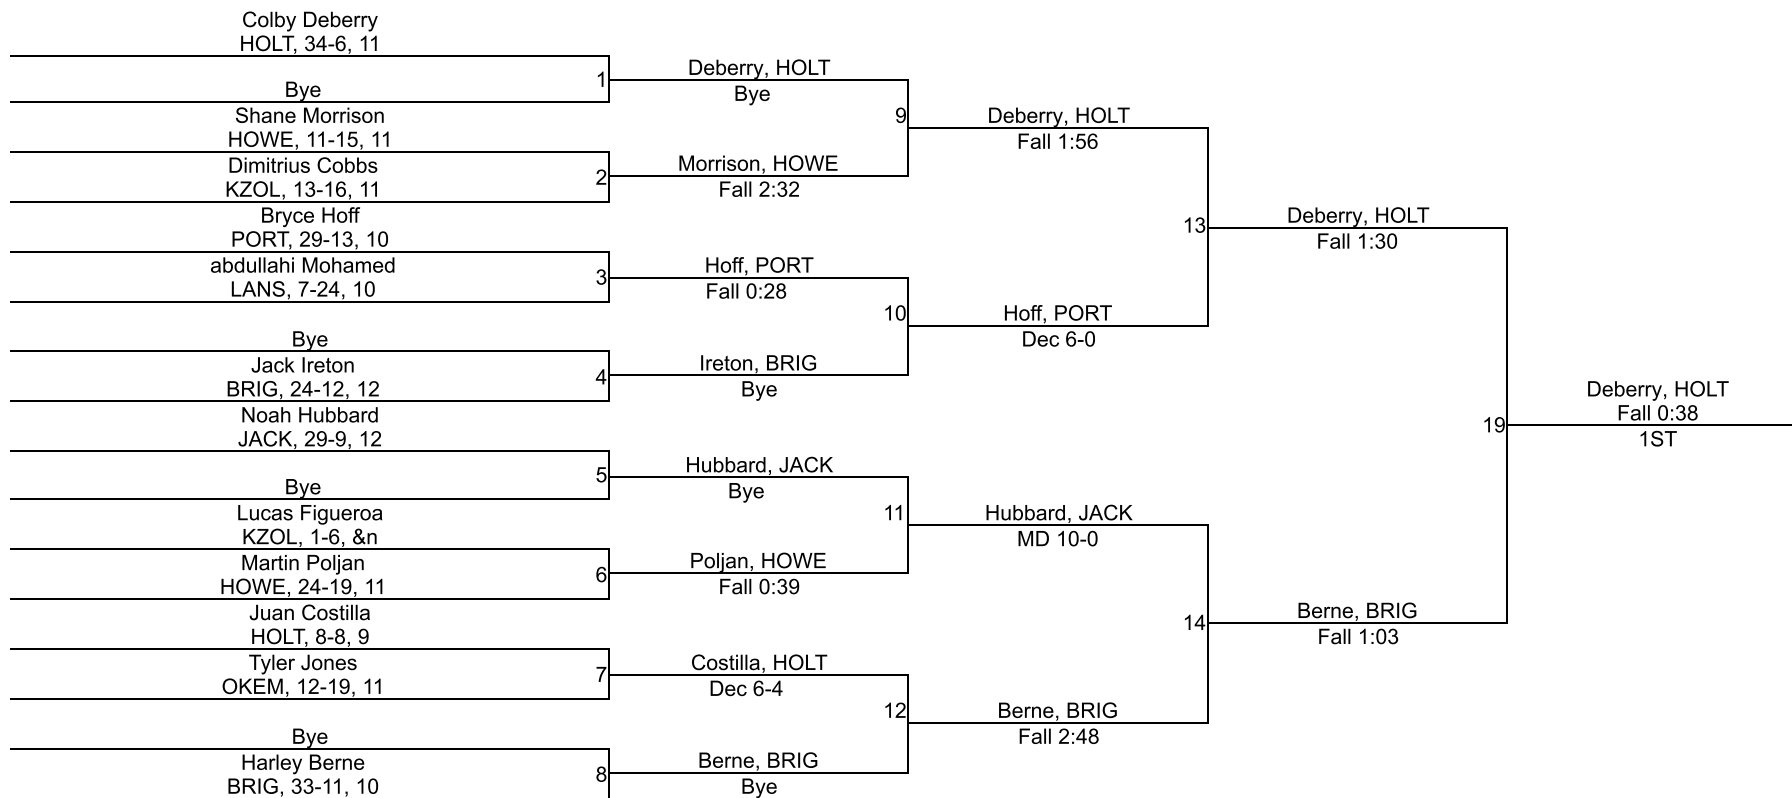 Colby Deberry
HOLT, 34-6, 11
Bye
Shane Morrison
HOWE, 11-15, 11
Dimitrius Cobbs
KZOL, 13-16, 11
Bryce Hoff
PORT, 29-13, 10
abdullahi Mohamed
LANS, 7-24, 10
Bye
Jack Ireton
BRIG, 24-12, 12
Noah Hubbard
JACK, 29-9, 12
Bye
Lucas Figueroa
KZOL, 1-6, &n
Martin Poljan
HOWE, 24-19, 11
Juan Costilla
HOLT, 8-8, 9
Tyler Jones
OKEM, 12-19, 11
Bye
Harley Berne
BRIG, 33-11, 10
1
2
3
4
5
6
7
8
Deberry, HOLT
Bye
Morrison, HOWE
Fall 2:32
Hoff, PORT
Fall 0:28
Ireton, BRIG
Bye
Hubbard, JACK
Bye
Poljan, HOWE
Fall 0:39
Costilla, HOLT
Dec 6-4
Berne, BRIG
Bye
9
10
11
12
Deberry, HOLT
Fall 1:56
Hoff, PORT
Dec 6-0
Hubbard, JACK
MD 10-0
Berne, BRIG
Fall 2:48
13
14
Deberry, HOLT
Fall 1:30
Berne, BRIG
Fall 1:03
19
Deberry, HOLT
Fall 0:38
1ST